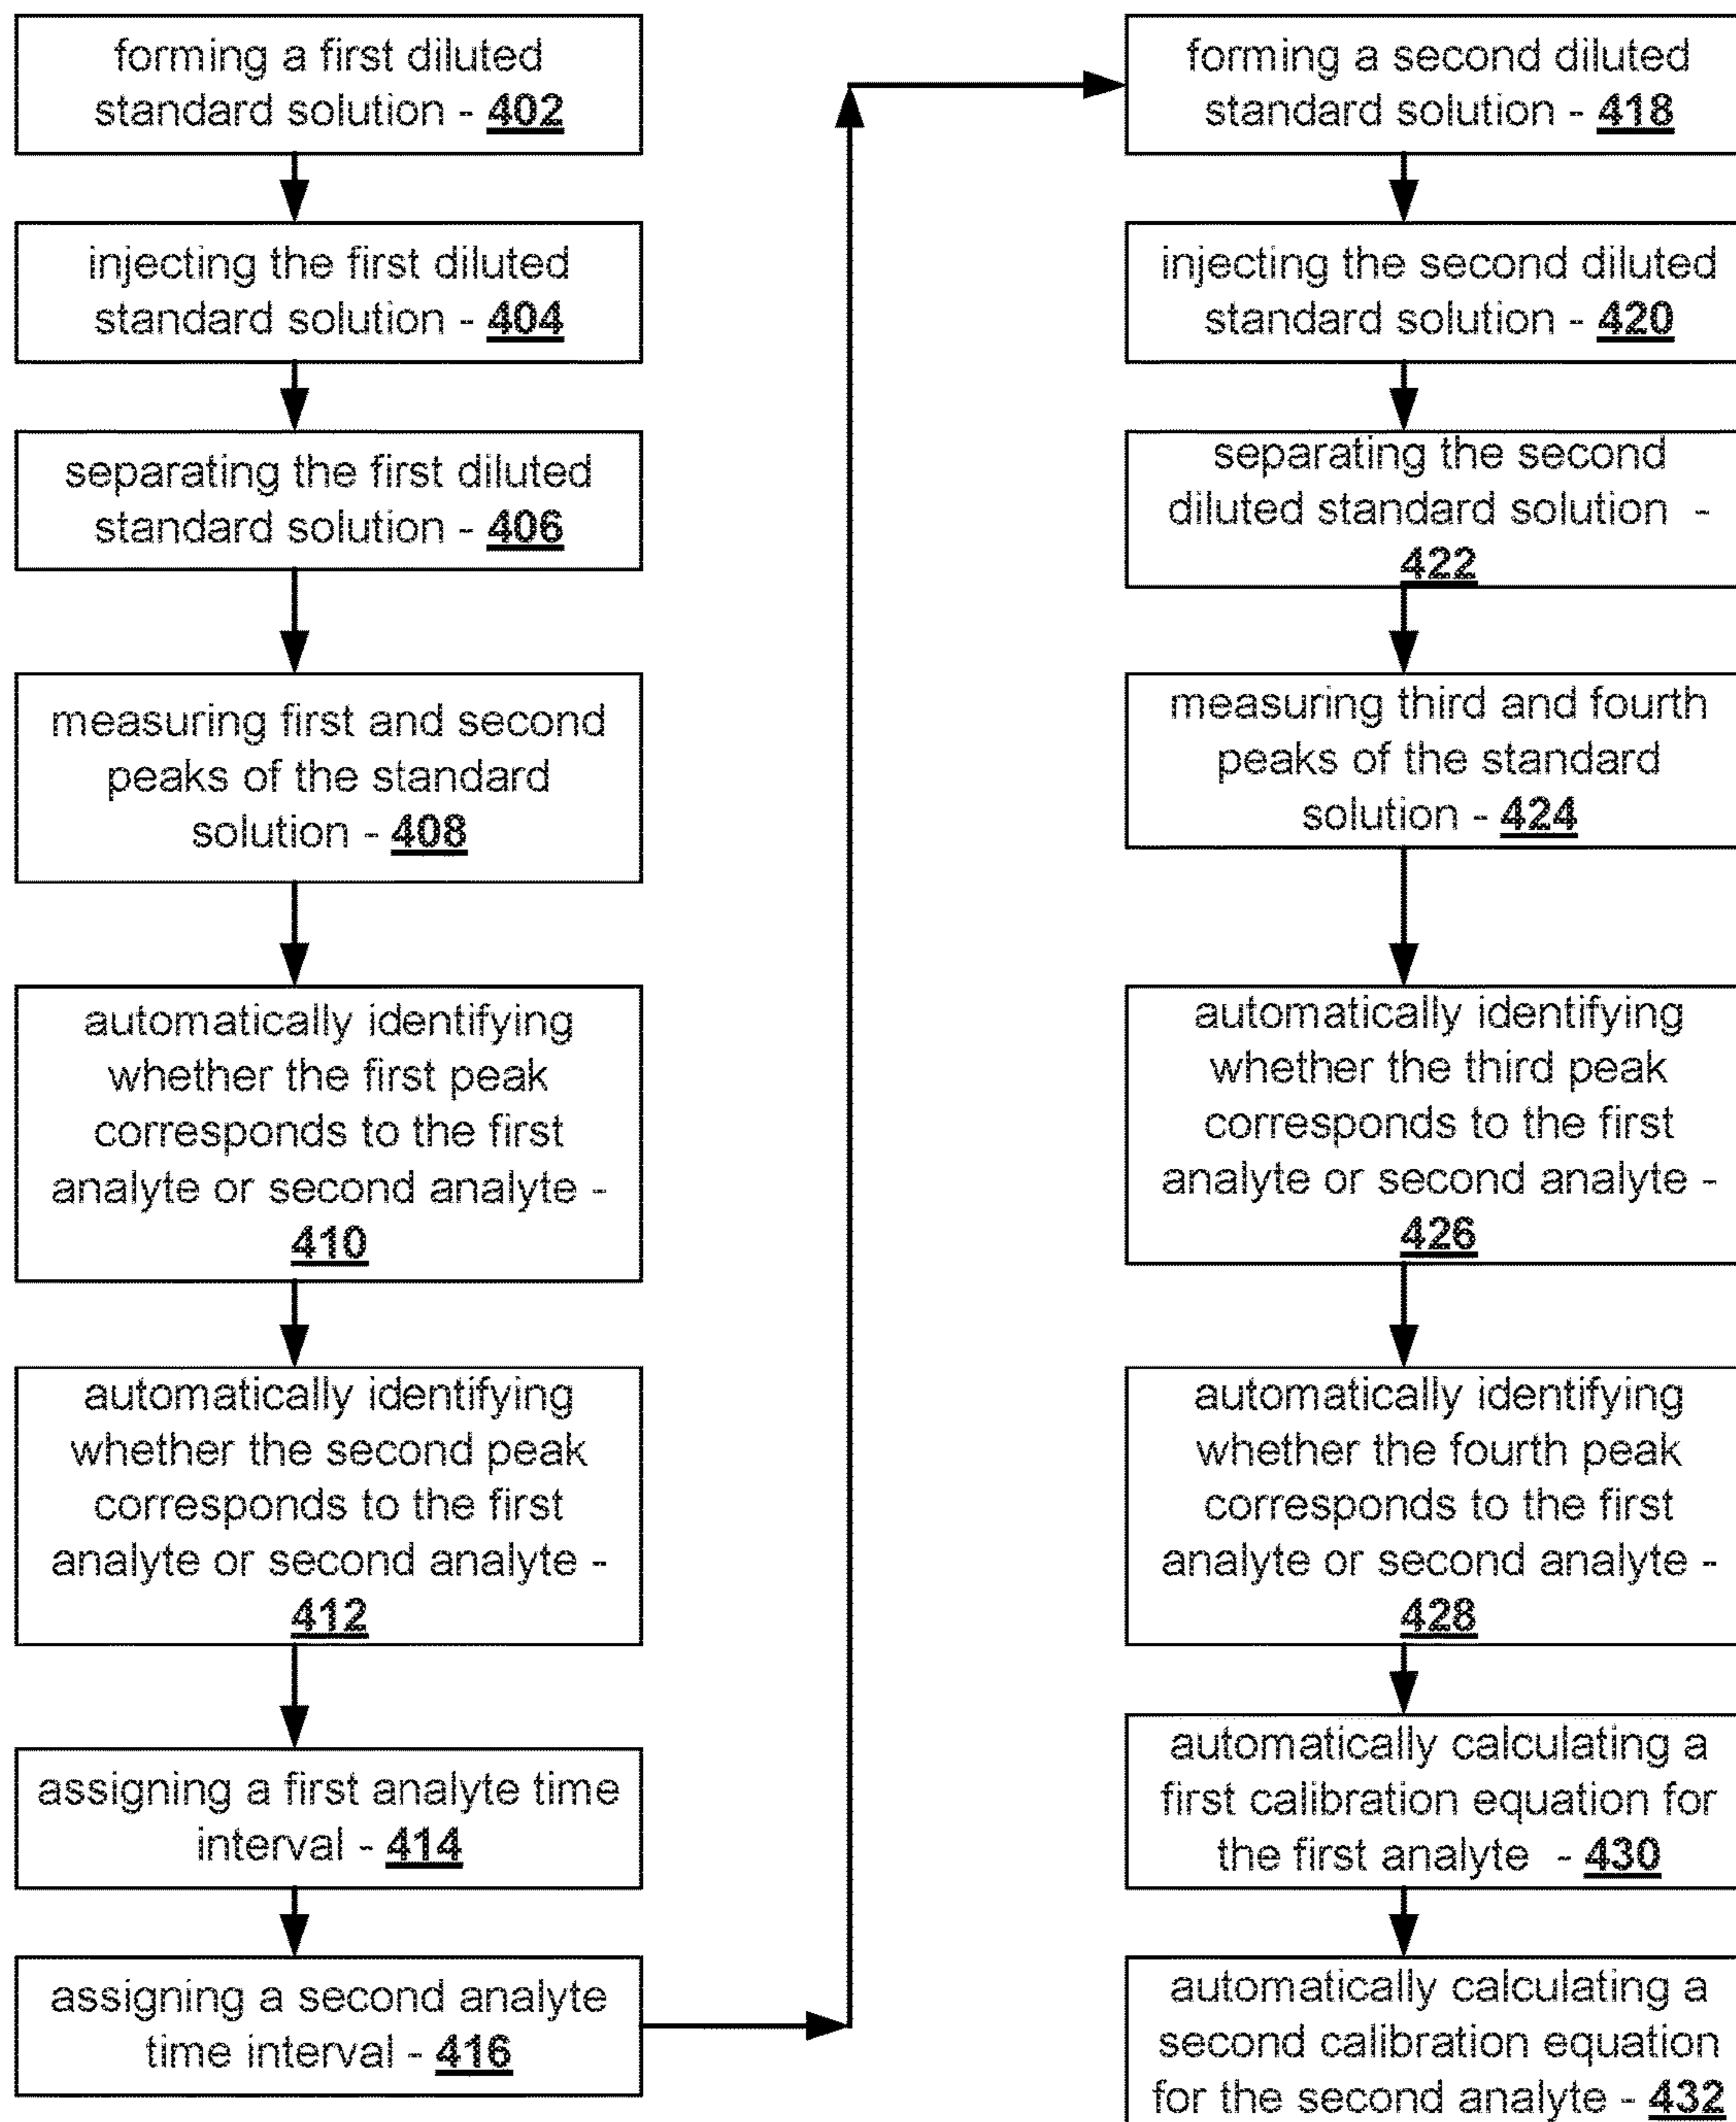 forming a first diluted
standard solution - 402
injecting the first diluted
standard solution - 404
separating the first diluted
standard solution - 406
measuring first and second
peaks of the standard
solution - 408
automatically identifying
whether the first peak
corresponds to the first
analyte or second analyte -
410
automatically identifying
whether the second peak
corresponds to the first
analyte or second analyte -
412
assigning a first analyte time
interval - 414
assigning a second analyte
time interval - 416
forming a second diluted
standard solution - 418
injecting the second diluted
standard solution - 420
separating the second
diluted standard solution -
422
measuring third and fourth
peaks of the standard
solution - 424
automatically identifying
whether the third peak
corresponds to the first
analyte or second analyte -
426
automatically identifying
whether the fourth peak
corresponds to the first
analyte or second analyte -
428
automatically calculating a
first calibration equation for
the first analyte - 430
automatically calculating a
second calibration equation
for the second analyte - 432